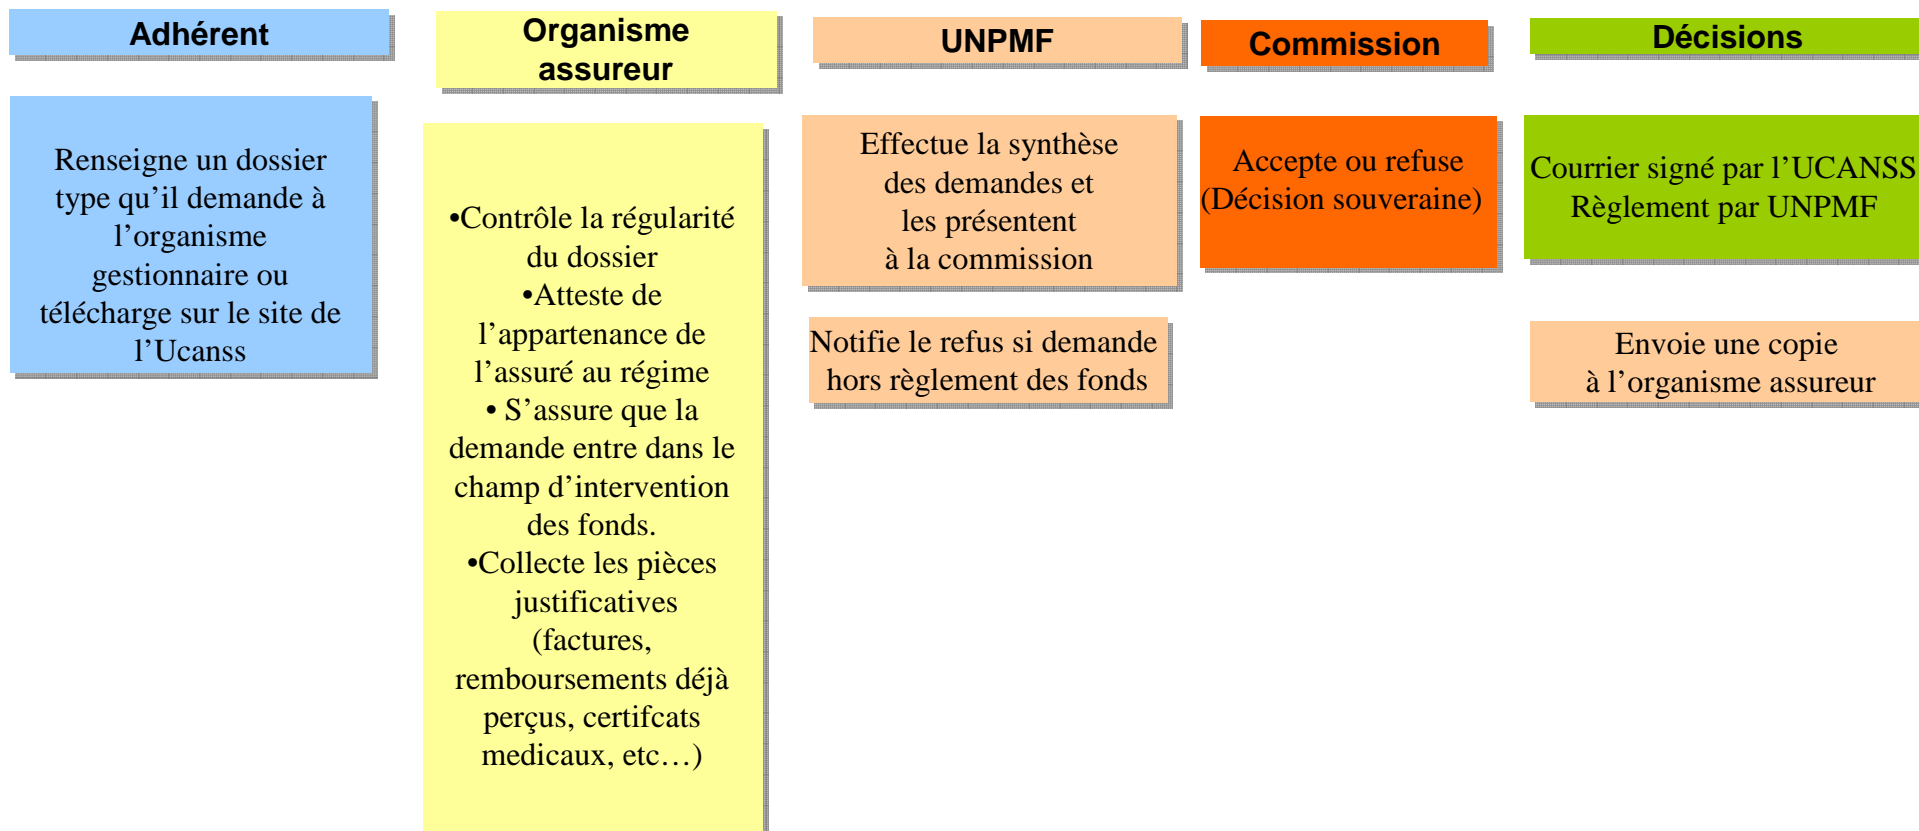 Adhérent
Renseigne un dossier
type qu’il demande à
l’organisme
gestionnaire ou
télécharge sur le site de
l’Ucanss
Organisme
assureur
•Contrôle la régularité
du dossier
•Atteste de
l’appartenance de
l’assuré au régime
• S’assure que la
demande entre dans le
champ d’intervention
des fonds.
•Collecte les pièces
justificatives
(factures,
remboursements déjà
perçus, certifcats
medicaux, etc…)
UNPMF
Effectue la synthèse
des demandes et
les présentent
à la commission
Notifie le refus si demande
hors règlement des fonds
Commission
Accepte ou refuse
(Décision souveraine)
Décisions
Courrier signé par l’UCANSS
Règlement par UNPMF
Envoie une copie
à l’organisme assureur